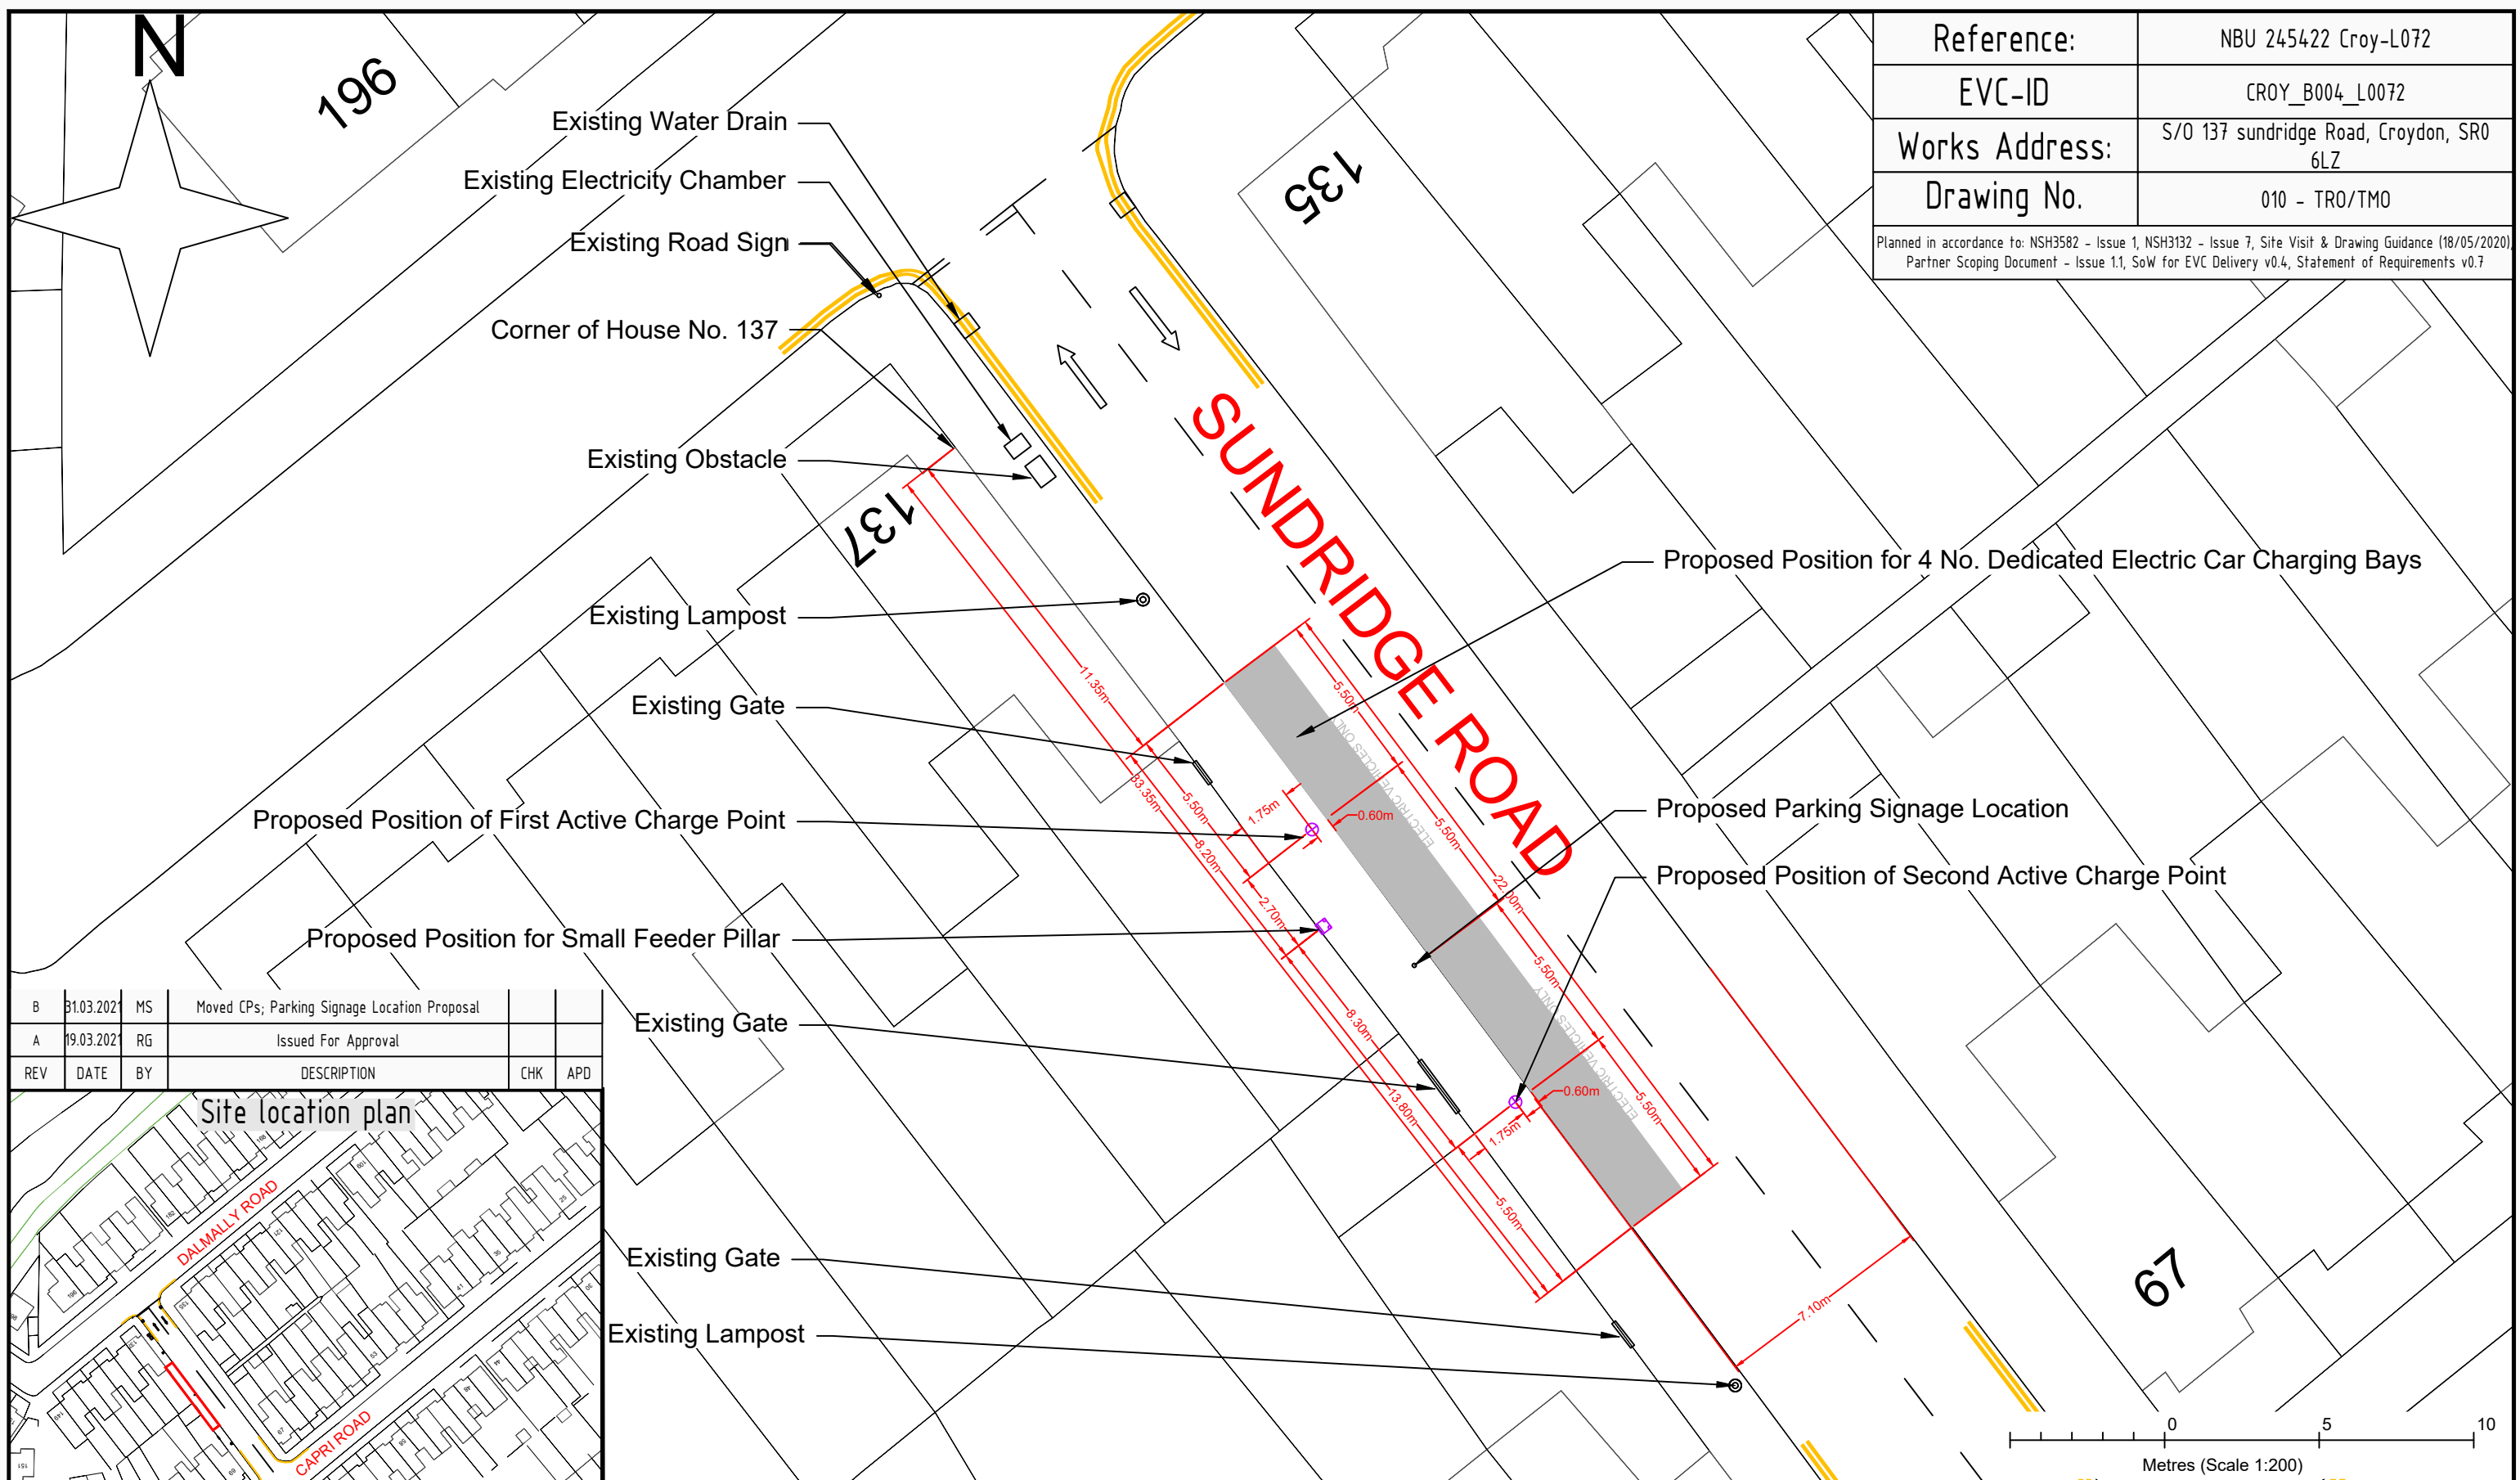 N
196
135
137
67
Reference:
NBU 245422 Croy-L072
EVC-ID
CROY_B004_L0072
Works Address:
S/O 137 sundridge Road, Croydon, SR0
6LZ
Drawing No.
010 - TRO/TMO
Planned in accordance to: NSH3582 - Issue 1, NSH3132 - Issue 7, Site Visit & Drawing Guidance (18/05/2020),
Partner Scoping Document - Issue 1.1, SoW for EVC Delivery v0.4, Statement of Requirements v0.7
Existing Water Drain
Existing Electricity Chamber
Existing Road Sign
Corner of House No. 137
Existing Obstacle
Existing Lampost
Existing Gate
Proposed Position of First Active Charge Point
Proposed Position for Small Feeder Pillar
Existing Gate
Existing Gate
Existing Lampost
SUNDRIDGE ROAD
Proposed Position for 4 No. Dedicated Electric Car Charging Bays
Proposed Parking Signage Location
Proposed Position of Second Active Charge Point
11.35m
33.35m
5.50m
8.20m
2.70m
8.30m
13.80m
5.50m
1.75m
0.60m
5.50m
5.50m
22.00m
5.50m
5.50m
0.60m
1.75m
7.10m
ELECTRIC VEHICLES ONLY
ELECTRIC VEHICLES ONLY
B 31.03.2021 MS Moved CPs; Parking Signage Location Proposal
A 19.03.2021 RG Issued For Approval
REV DATE BY DESCRIPTION CHK APD
Site location plan
DALMALLY ROAD
CAPRI ROAD
0 5 10
Metres (Scale 1:200)